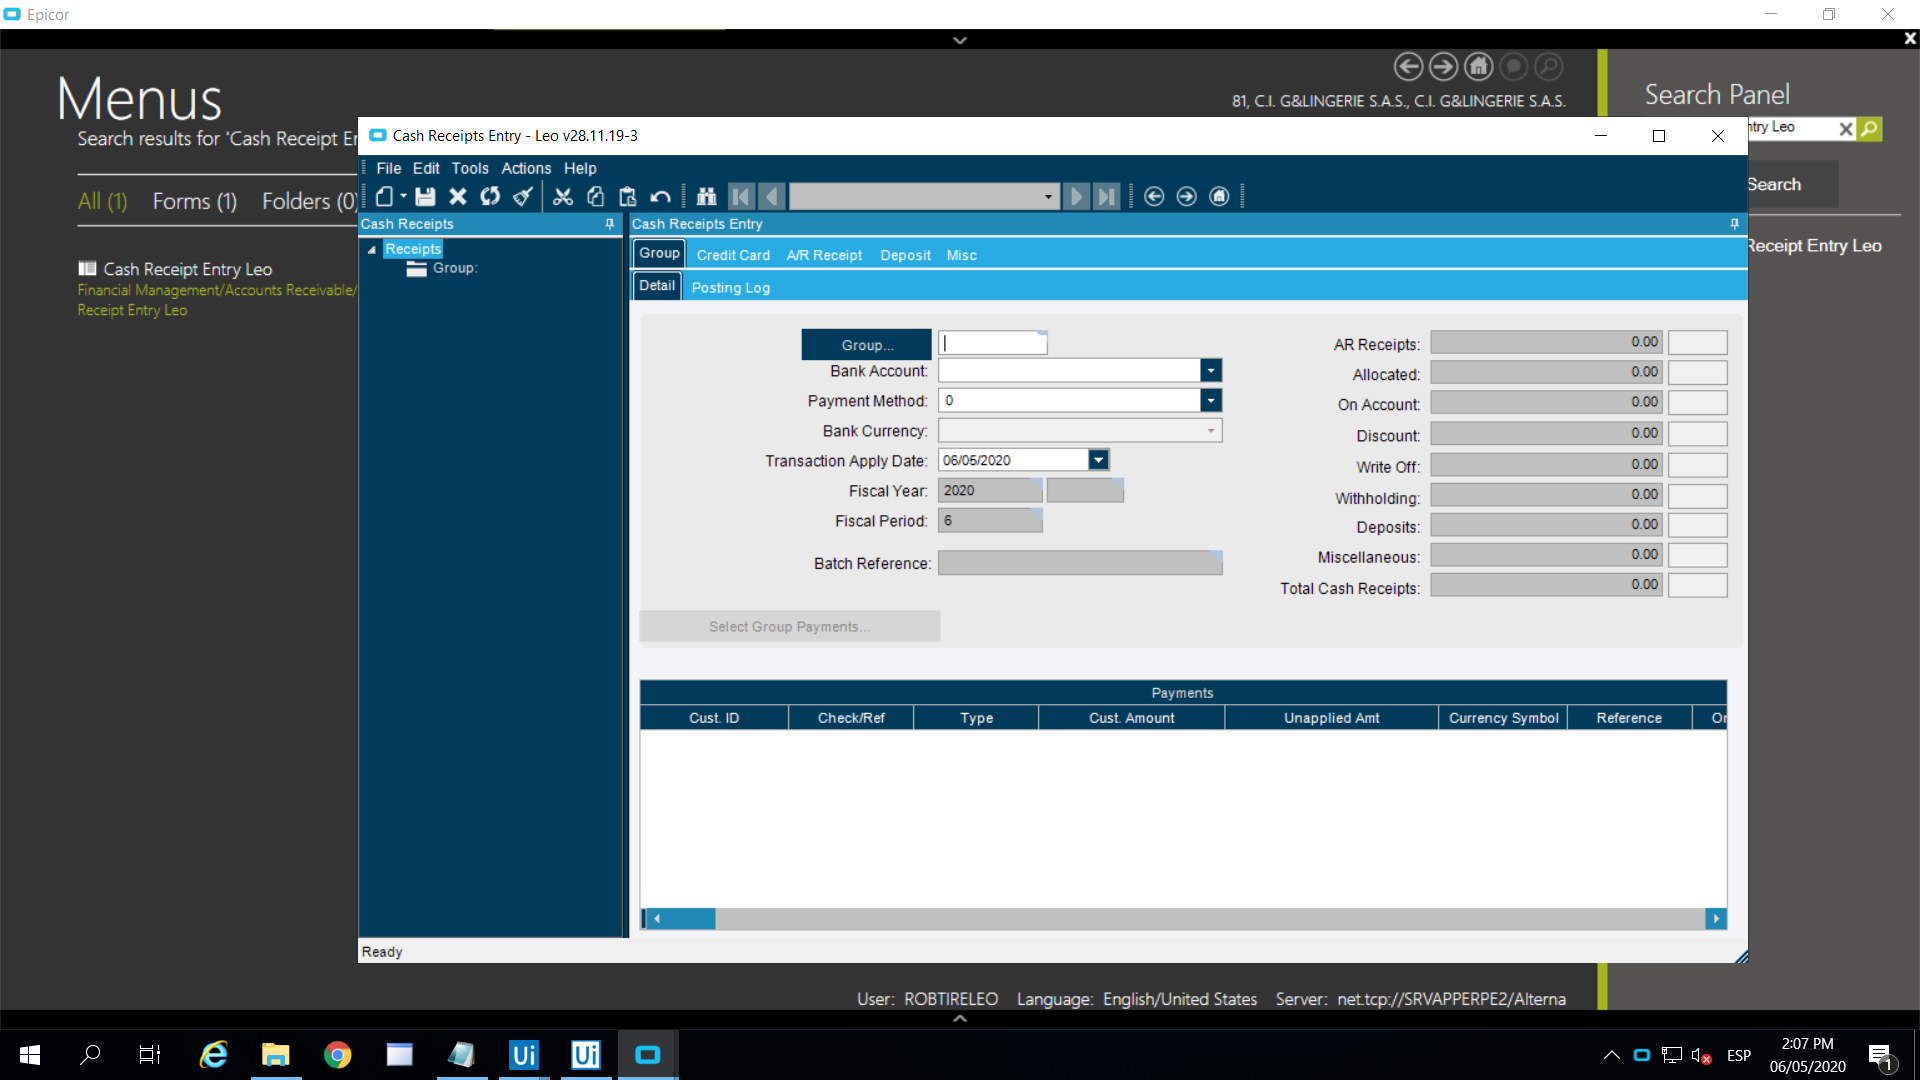 Epicor
Menus
Search results for 'Cash Receipt Er
All (1) Forms (1) Folders (0)
Cash Receipt Entry Leo
Financial Management/Accounts Receivable/
Receipt Entry Leo
81, C.I. G&LINGERIE S.A.S., C.I. G&LINGERIE S.A.S.
Search Panel
ntry Leo
Search
Receipt Entry Leo
Cash Receipts Entry - Leo v28.11.19-3
File Edit Tools Actions Help
Cash Receipts
Receipts
Group:
Cash Receipts Entry
Group Credit Card A/R Receipt Deposit Misc
Detail Posting Log
Group...
Bank Account:
Payment Method: 0
Bank Currency:
Transaction Apply Date: 06/05/2020
Fiscal Year: 2020
Fiscal Period: 6
Batch Reference:
Select Group Payments...
AR Receipts: 0.00
Allocated: 0.00
On Account: 0.00
Discount: 0.00
Write Off: 0.00
Withholding: 0.00
Deposits: 0.00
Miscellaneous: 0.00
Total Cash Receipts: 0.00
Payments
Cust. ID Check/Ref Type Cust. Amount Unapplied Amt Currency Symbol Reference Or
Ready
User: ROBTIRELEO Language: English/United States Server: net.tcp://SRVAPPERPE2/Alterna
Ui Ui
ESP
2:07 PM
06/05/2020
1